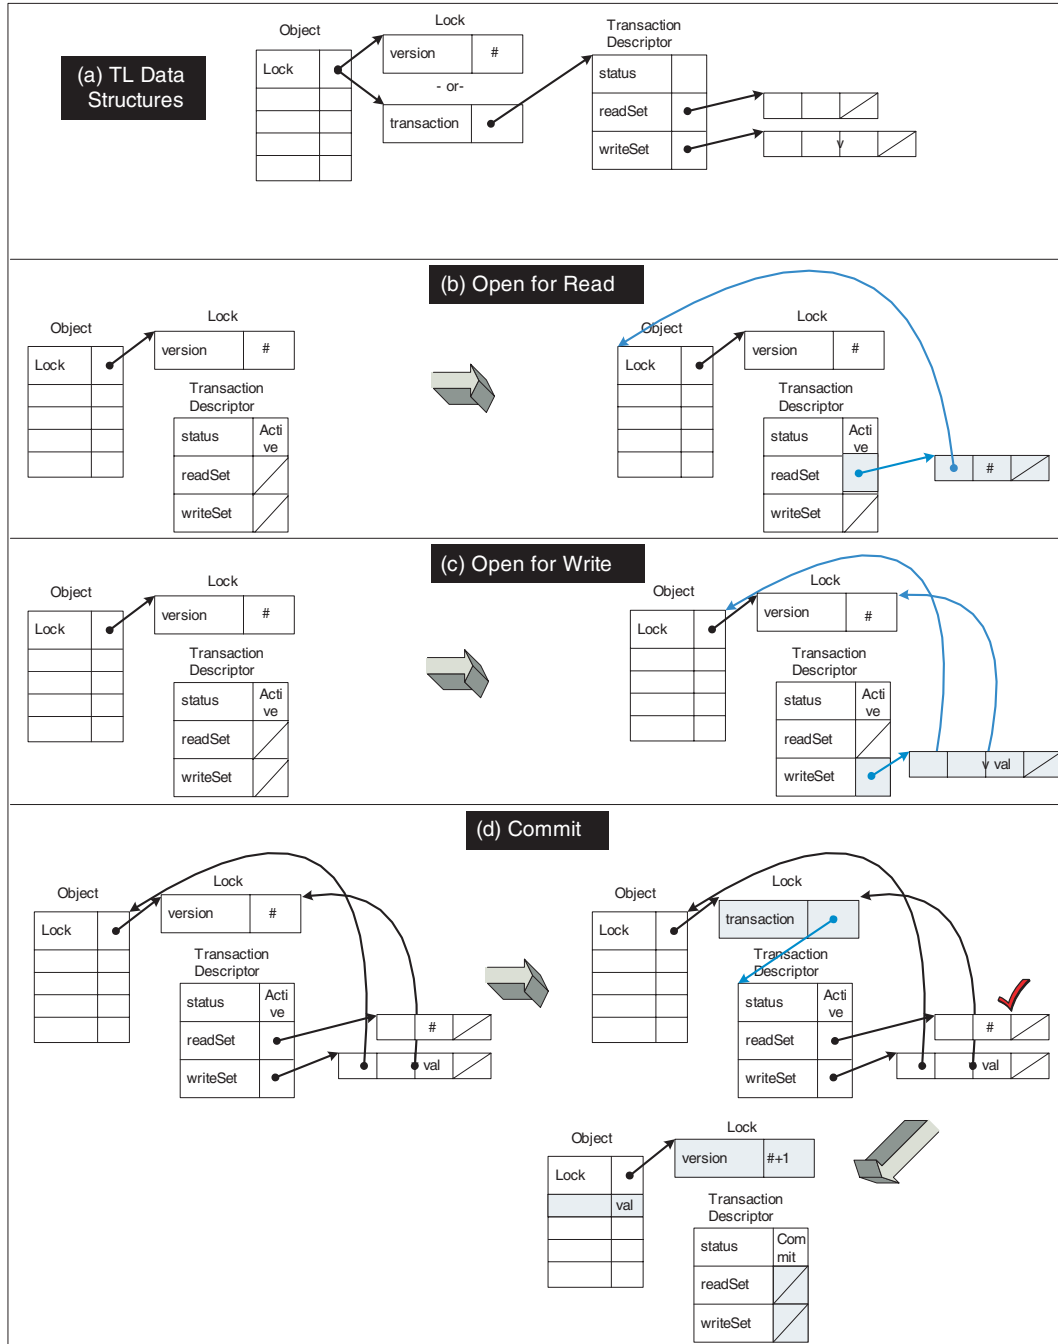 (a) TL Data
Structures
Object
Lock
Lock
version #
- or-
transaction
Transaction
Descriptor
status
readSet
writeSet
v
(b) Open for Read
Object
Lock
Lock
version #
Transaction
Descriptor
status Acti
ve
readSet
writeSet
Object
Lock
Lock
version #
Transaction
Descriptor
status Acti
ve
readSet
writeSet
#
(c) Open for Write
Object
Lock
Lock
version #
Transaction
Descriptor
status Acti
ve
readSet
writeSet
Object
Lock
Lock
version #
Transaction
Descriptor
status Acti
ve
readSet
writeSet
v val
(d) Commit
Object
Lock
Lock
version #
Transaction
Descriptor
status Acti
ve
readSet
writeSet
#
val
Object
Lock
Lock
transaction
Transaction
Descriptor
status Acti
ve
readSet
writeSet
#
val
Object
Lock
val
Lock
version #+1
Transaction
Descriptor
status Com
mit
readSet
writeSet